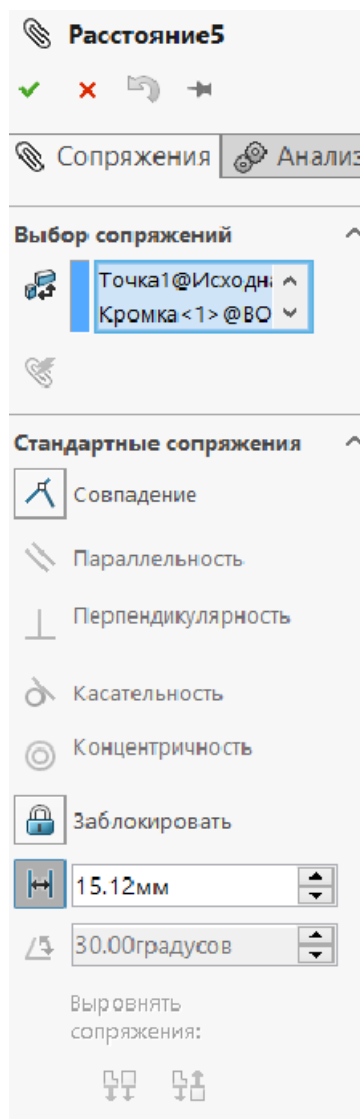 Расстояние5
Сопряжения
Анализ
Выбор сопряжений
Точка1@Исходна
Кромка<1>@ВО
Стандартные сопряжения
Совпадение
Параллельность
Перпендикулярность
Касательность
Концентричность
Заблокировать
15.12мм
30.00градусов
Выровнять
сопряжения: